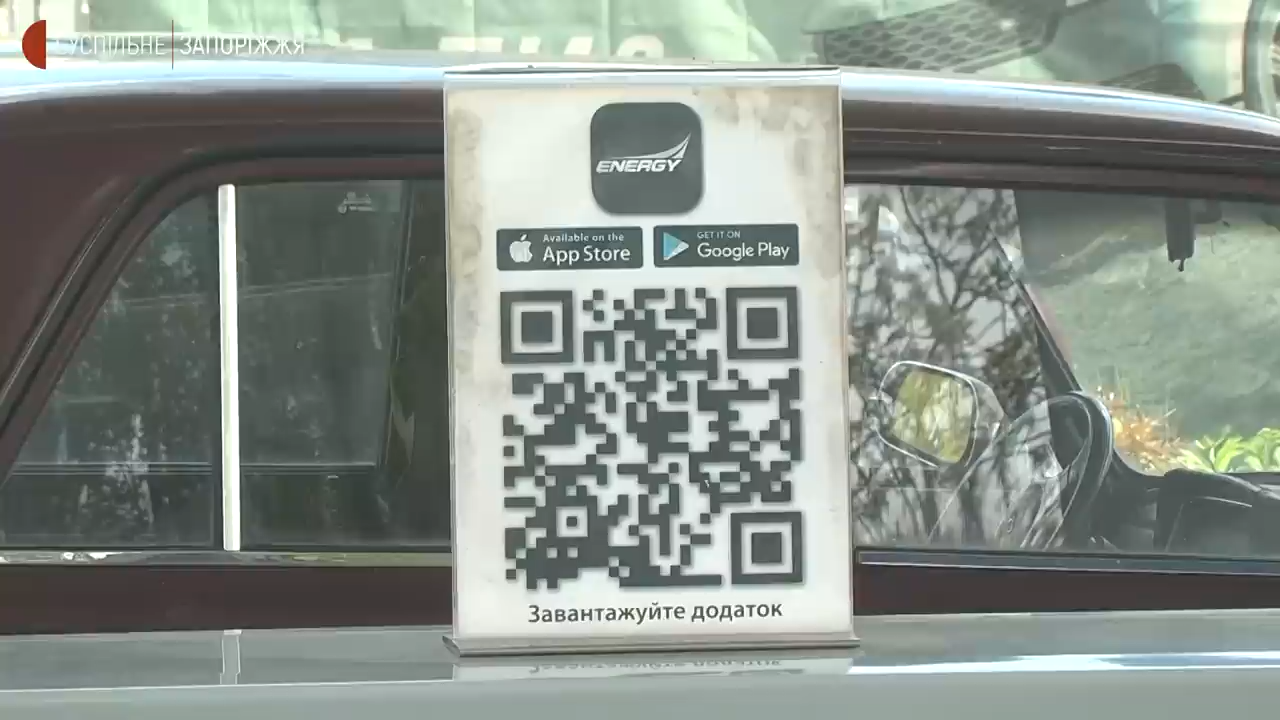 СУСПІЛЬНЕ ЗАПОРІЖЖЯ
ENERGY
Available on the
App Store
GET IT ON
Google Play
Завантажуйте додаток